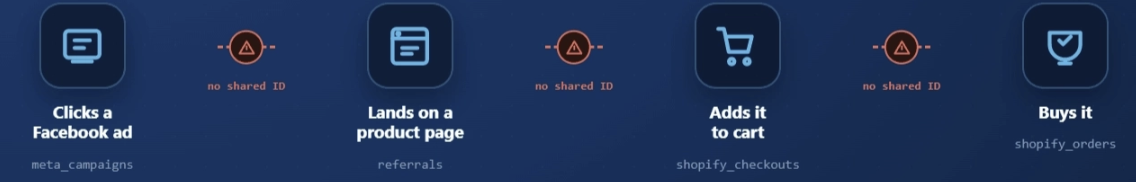 Clicks a
Facebook ad
meta_campaigns
no shared ID
Lands on a
product page
referrals
no shared ID
Adds it
to cart
shopify_checkouts
no shared ID
Buys it
shopify_orders